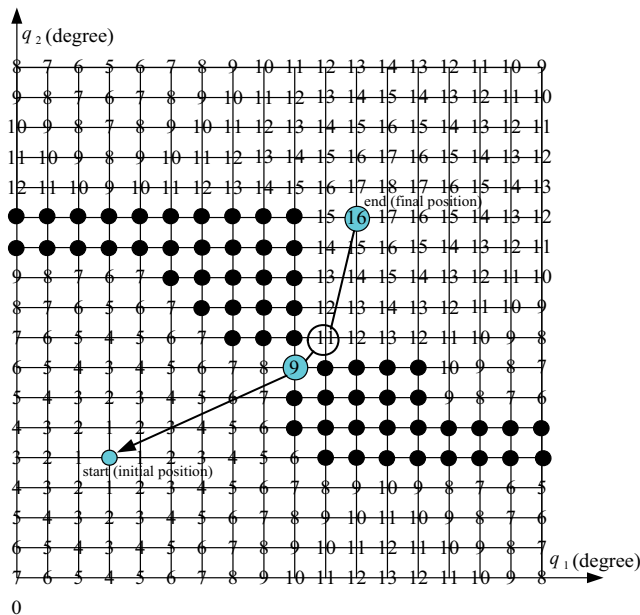 q 2 (degree)
8 7 6 5 6 7 8 9 10 11 12 13 14 13 12 11 10 9
9 8 7 6 7 8 9 10 11 12 13 14 15 14 13 12 11 10
10 9 8 7 8 9 10 11 12 13 14 15 16 15 14 13 12 11
11 10 9 8 9 10 11 12 13 14 15 16 17 16 15 14 13 12
12 11 10 9 10 11 12 13 14 15 16 17 18 17 16 15 14 13
end (final position)
15 16 17 16 15 14 13 12
14 15 16 15 14 13 12 11
9 8 7 6 7 13 14 15 14 13 12 11 10
8 7 6 5 6 7 12 13 14 13 12 11 10 9
7 6 5 4 5 6 7 11 12 13 12 11 10 9 8
6 5 4 3 4 5 6 7 8 9 10 9 8 7
5 4 3 2 3 4 5 6 7 9 8 7 6
4 3 2 1 2 3 4 5 6
3 2 1 1 2 3 4 5 6
start (initial position)
4 3 2 1 2 3 4 5 6 7 8 9 10 9 8 7 6 5
5 4 3 2 3 4 5 6 7 8 9 10 11 10 9 8 7 6
6 5 4 3 4 5 6 7 8 9 10 11 12 11 10 9 8 7
q 1 (degree)
7 6 5 4 5 6 7 8 9 10 11 12 13 12 11 10 9 8
0